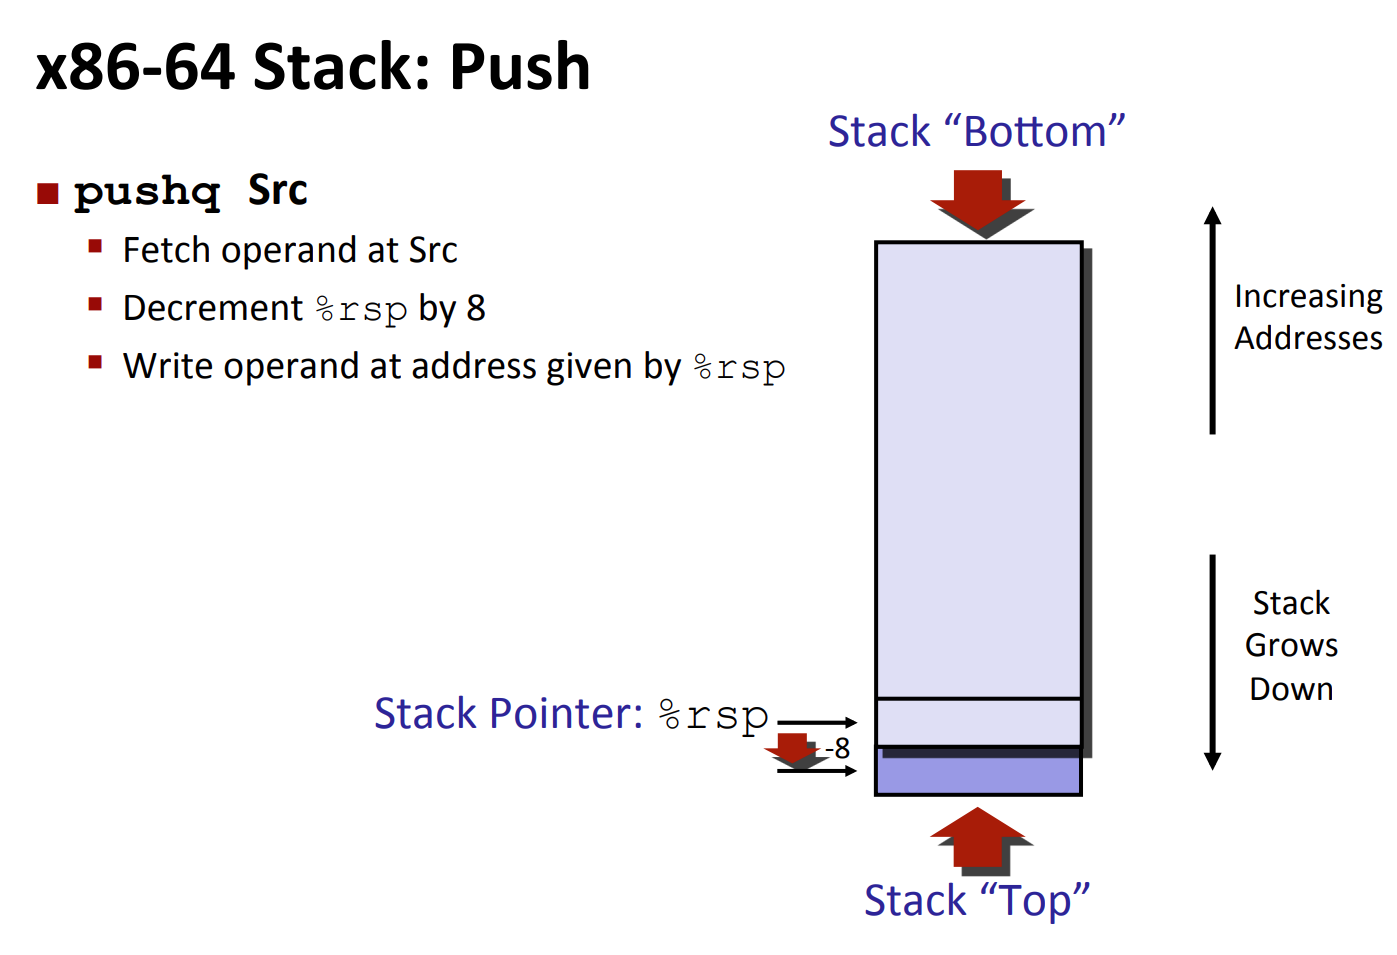 x86-64 Stack: Push
pushq Src
Fetch operand at Src
Decrement %rsp by 8
Write operand at address given by %rsp
Stack “Bottom”
Increasing
Addresses
Stack
Grows
Down
Stack Pointer: %rsp
-8
Stack “Top”